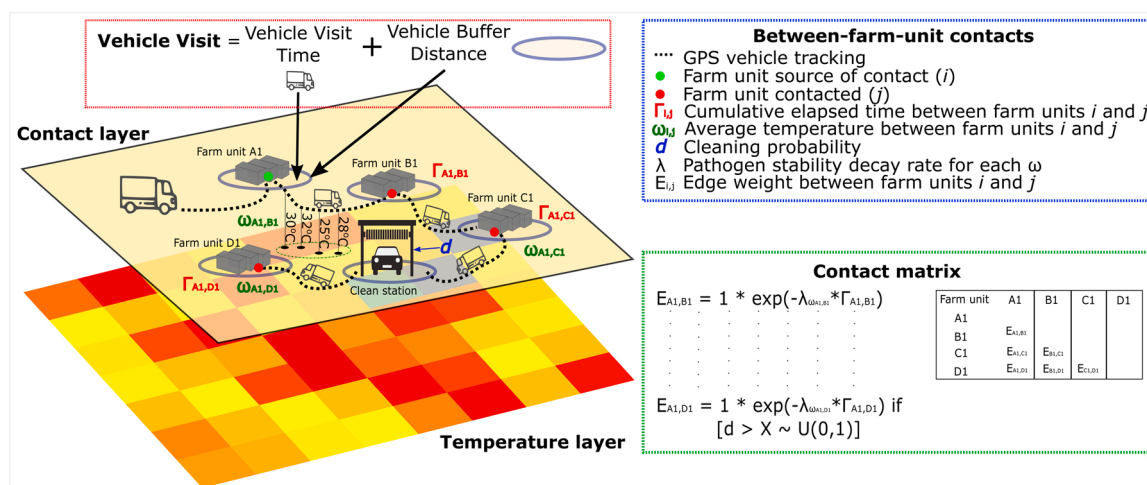 Vehicle Visit = Vehicle Visit Time + Vehicle Buffer Distance
Contact layer
Farm unit A1
Farm unit B1
ΓA1,B1
Farm unit C1
ΓA1,C1
ωA1,B1
30°C
32°C
25°C
28°C
d
ωA1,C1
Farm unit D1
ΓA1,D1
ωA1,D1
Clean station
Temperature layer
Between-farm-unit contacts
GPS vehicle tracking
Farm unit source of contact (i)
Farm unit contacted (j)
Γi,j Cumulative elapsed time between farm units i and j
ωi,j Average temperature between farm units i and j
d Cleaning probability
λ Pathogen stability decay rate for each ω
Ei,j Edge weight between farm units i and j
Contact matrix
EA1,B1 = 1 * exp(-λωA1,B1*ΓA1,B1)
. . . . . . .
. . . . . . .
. . . . . . .
. . . . . . .
EA1,D1 = 1 * exp(-λωA1,D1*ΓA1,D1) if
[d > X ~ U(0,1)]
Farm unit A1 B1 C1 D1
A1
B1 EA1,B1
C1 EA1,C1 EB1,C1
D1 EA1,D1 EB1,D1 EC1,D1